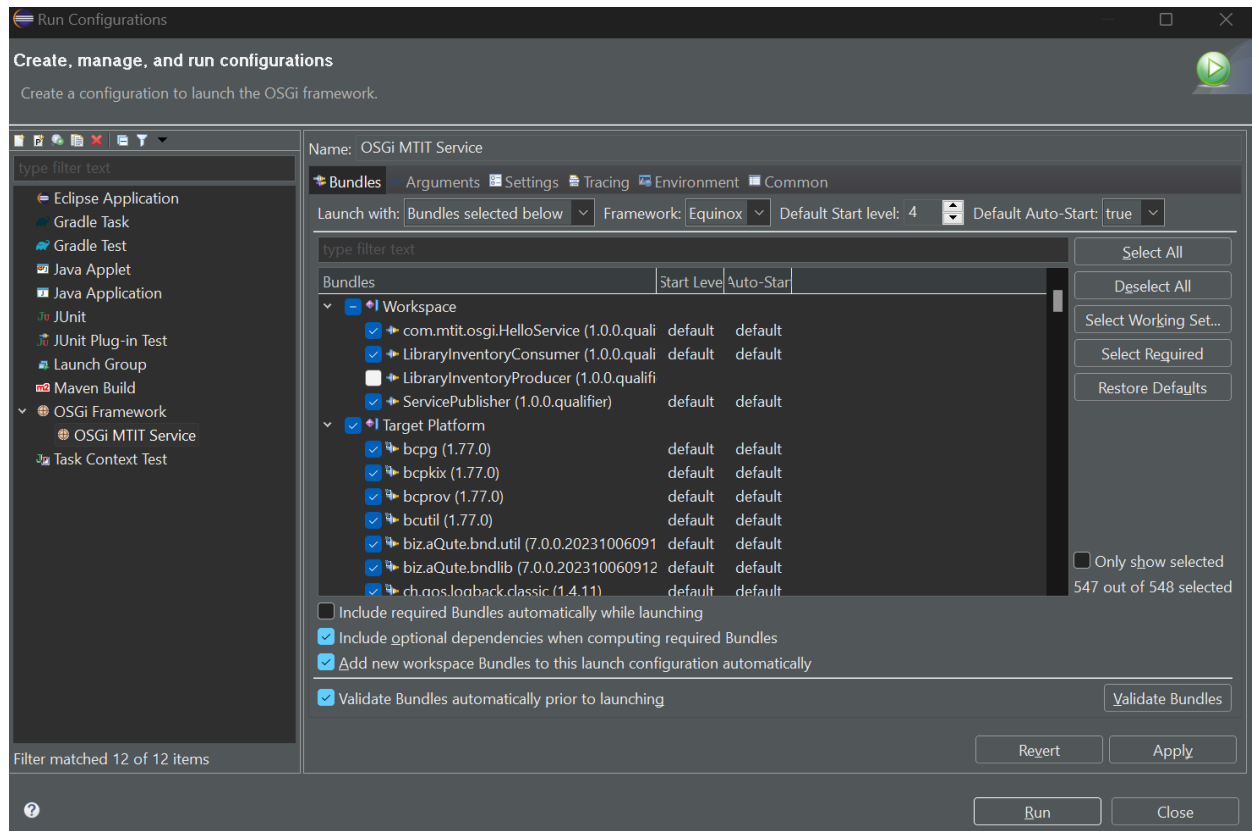 Run Configurations
Create, manage, and run configurations
Create a configuration to launch the OSGi framework.
type filter text
Eclipse Application
Gradle Task
Gradle Test
Java Applet
Java Application
JUnit
JUnit Plug-in Test
Launch Group
Maven Build
OSGi Framework
OSGi MTIT Service
Task Context Test
Filter matched 12 of 12 items
Name: OSGi MTIT Service
Bundles Arguments Settings Tracing Environment Common
Launch with: Bundles selected below Framework: Equinox Default Start level: 4 Default Auto-Start: true
type filter text
Bundles Start Leve Auto-Star
Workspace
com.mtit.osgi.HelloService (1.0.0.quali default default
LibraryInventoryConsumer (1.0.0.quali default default
LibraryInventoryProducer (1.0.0.qualifi
ServicePublisher (1.0.0.qualifier) default default
Target Platform
bcpg (1.77.0) default default
bcpkix (1.77.0) default default
bcprov (1.77.0) default default
bcutil (1.77.0) default default
biz.aQute.bnd.util (7.0.0.20231006091 default default
biz.aQute.bndlib (7.0.0.202310060912 default default
ch.qos.logback.classic (1.4.11) default default
Select All
Deselect All
Select Working Set...
Select Required
Restore Defaults
Only show selected
547 out of 548 selected
Include required Bundles automatically while launching
Include optional dependencies when computing required Bundles
Add new workspace Bundles to this launch configuration automatically
Validate Bundles automatically prior to launching
Validate Bundles
Revert Apply
Run Close